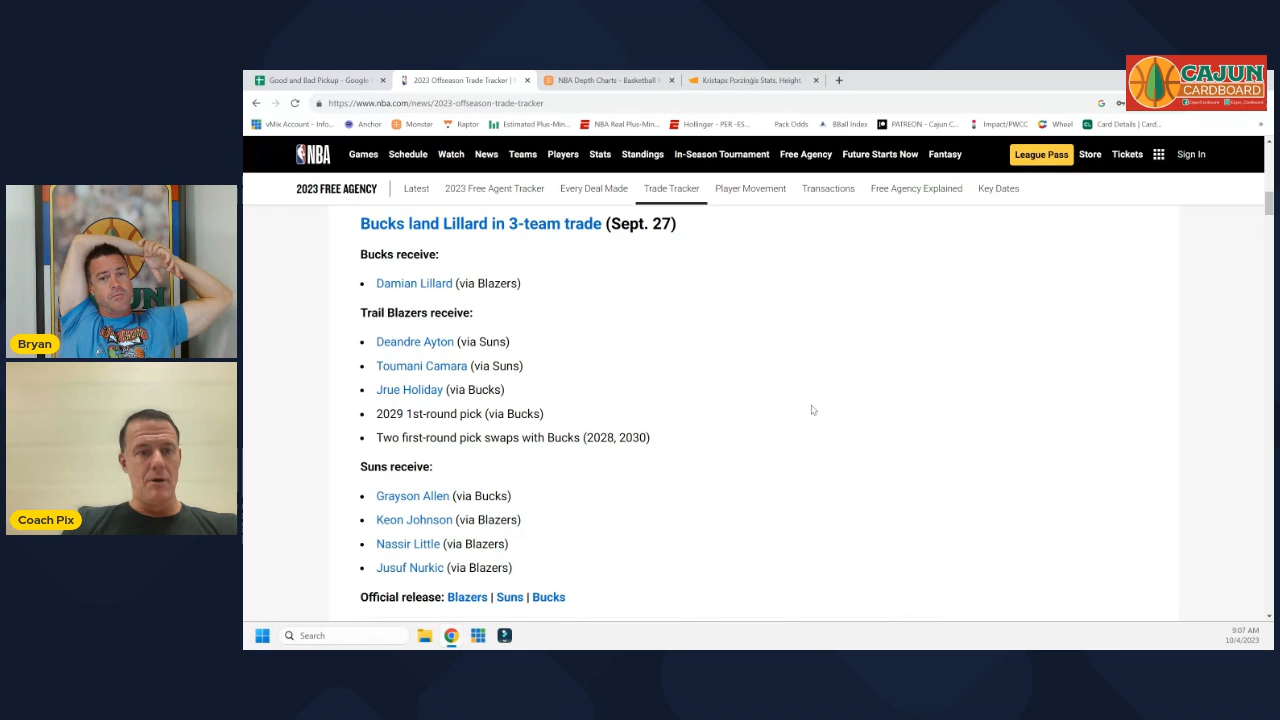 Good and Bad Pickup - Google
2023 Offseason Trade Tracker |
NBA Depth Charts - Basketball
Kristaps Porziņģis Stats, Height,
https://www.nba.com/news/2023-offseason-trade-tracker
vMix Account - Info...
Anchor
Monster
Raptor
Estimated Plus-Min...
NBA Real Plus-Min...
Hollinger - PER -ES...
Pack Odds
BBall Index
PATREON - Cajun C...
Impact/PWCC
Wheel
Card Details | Card...
CAJUN
CARDBOARD
NBA
Games
Schedule
Watch
News
Teams
Players
Stats
Standings
In-Season Tournament
Free Agency
Future Starts Now
Fantasy
League Pass
Store
Tickets
Sign In
2023 FREE AGENCY
Latest
2023 Free Agent Tracker
Every Deal Made
Trade Tracker
Player Movement
Transactions
Free Agency Explained
Key Dates
Bucks land Lillard in 3-team trade (Sept. 27)
Bucks receive:
• Damian Lillard (via Blazers)
Trail Blazers receive:
• Deandre Ayton (via Suns)
• Toumani Camara (via Suns)
• Jrue Holiday (via Bucks)
• 2029 1st-round pick (via Bucks)
• Two first-round pick swaps with Bucks (2028, 2030)
Suns receive:
• Grayson Allen (via Bucks)
• Keon Johnson (via Blazers)
• Nassir Little (via Blazers)
• Jusuf Nurkic (via Blazers)
Official release: Blazers | Suns | Bucks
Bryan
Coach Pix
Search
9:07 AM
10/4/2023